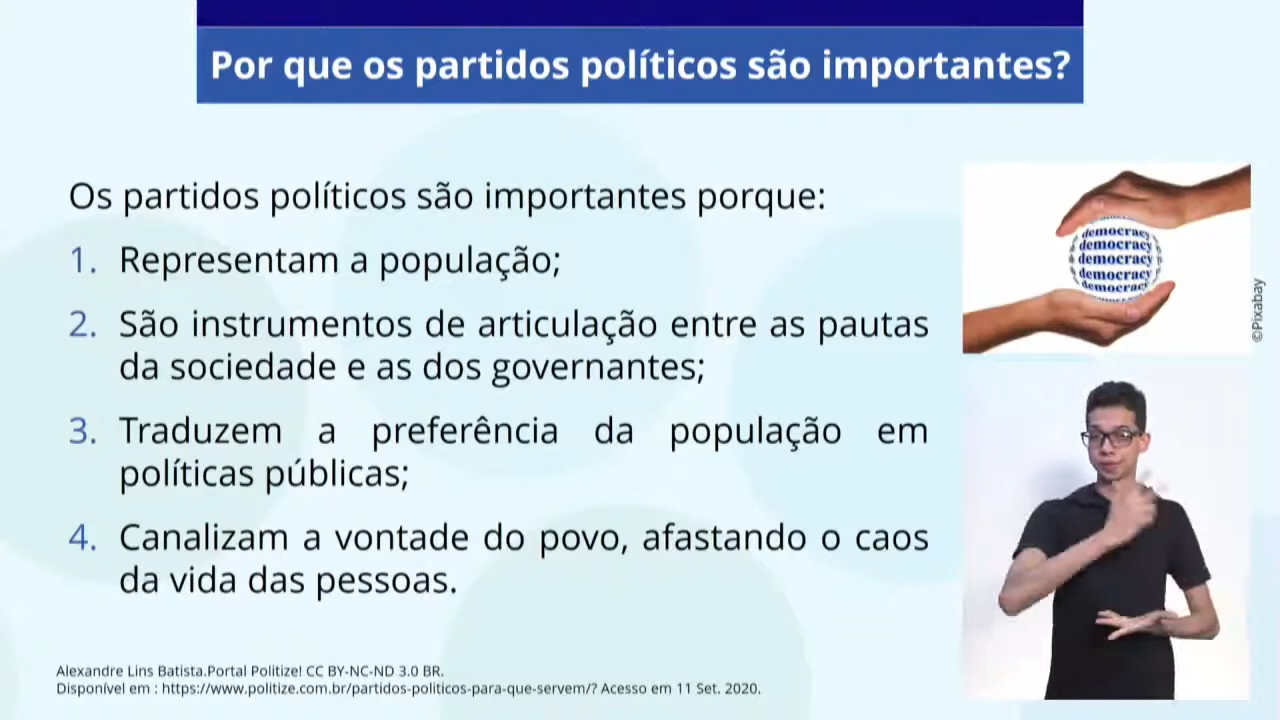 Por que os partidos políticos são importantes?
Os partidos políticos são importantes porque:
1. Representam a população;
2. São instrumentos de articulação entre as pautas
da sociedade e as dos governantes;
3. Traduzem a preferência da população em
políticas públicas;
4. Canalizam a vontade do povo, afastando o caos
da vida das pessoas.
democracy
democracy
democracy
democracy
democracy
©Pixabay
Alexandre Lins Batista.Portal Politize! CC BY-NC-ND 3.0 BR.
Disponível em : https://www.politize.com.br/partidos-politicos-para-que-servem/? Acesso em 11 Set. 2020.